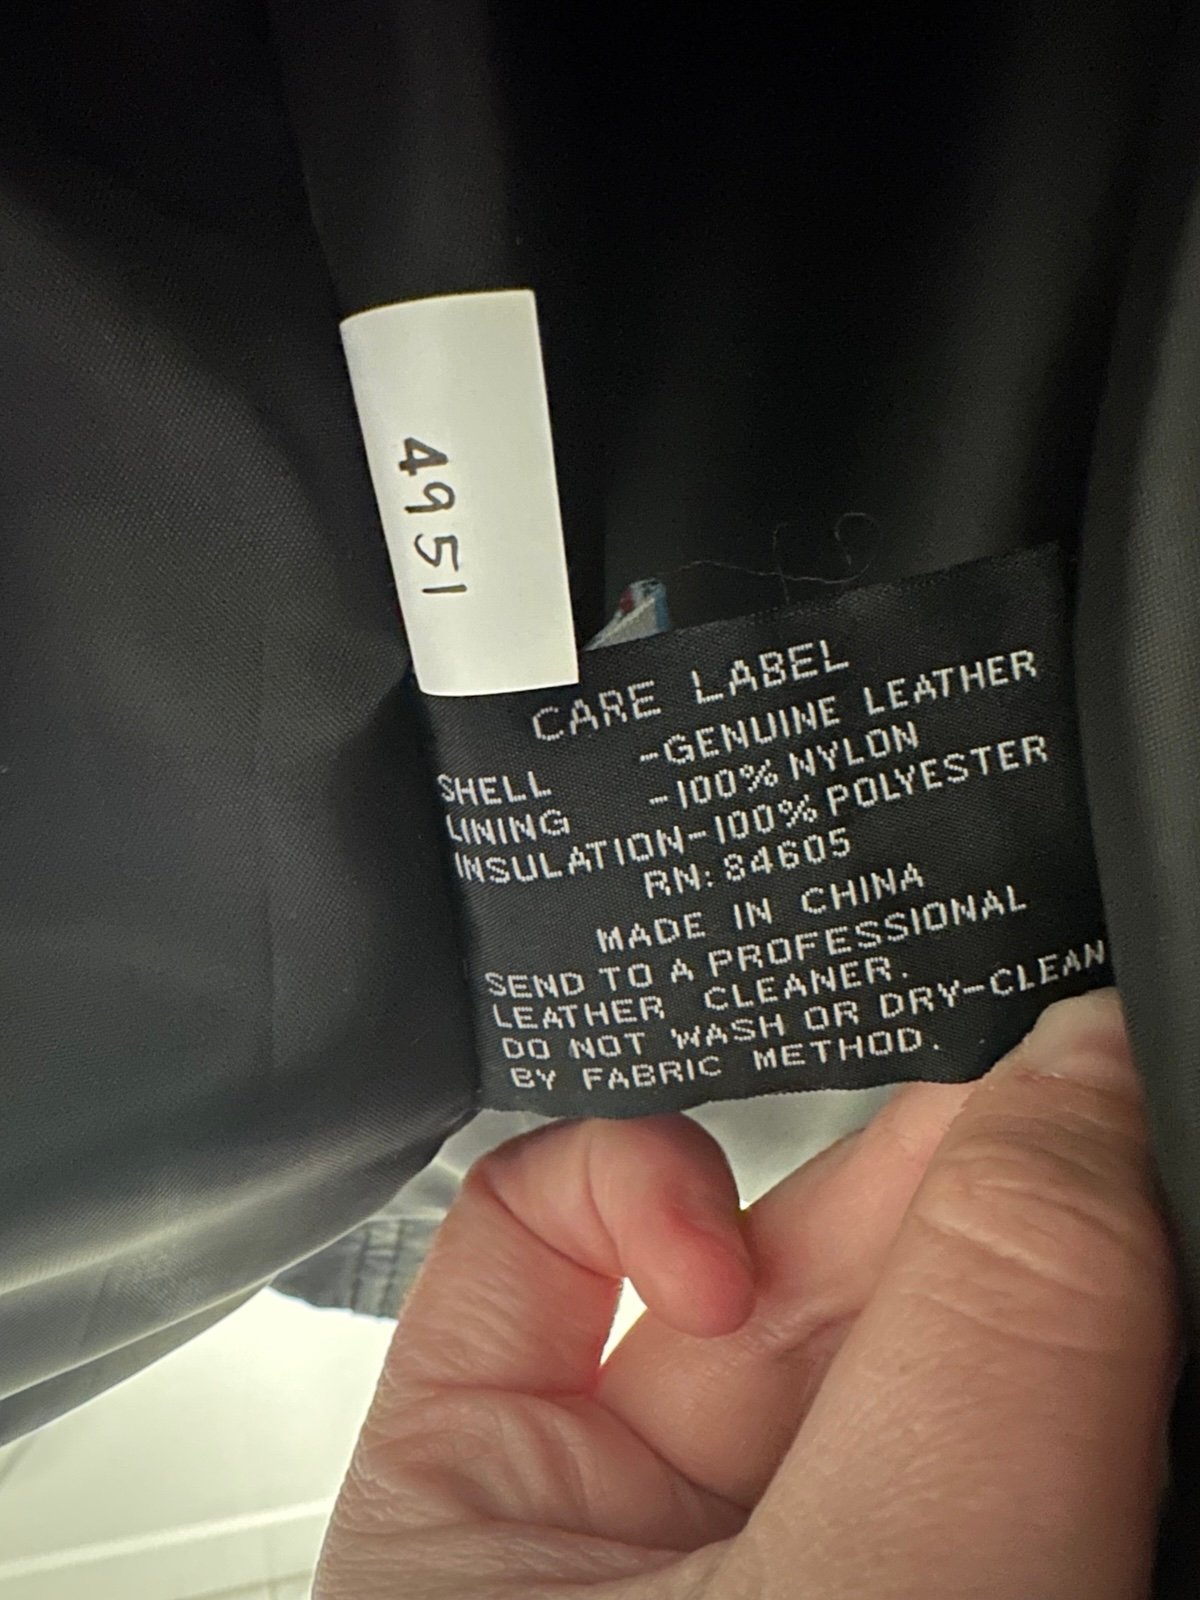 4951
CARE LABEL
SHELL -GENUINE LEATHER
LINING -100% NYLON
INSULATION-100% POLYESTER
RN: 84605
MADE IN CHINA
SEND TO A PROFESSIONAL
LEATHER CLEANER.
DO NOT WASH OR DRY-CLEAN
BY FABRIC METHOD.